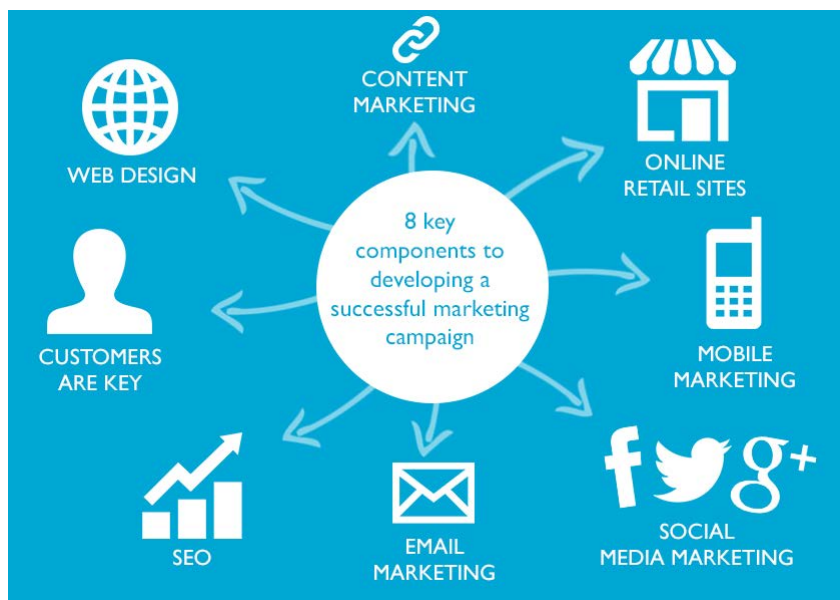 CONTENT
MARKETING
WEB DESIGN
ONLINE
RETAIL SITES
8 key
components to
developing a
successful marketing
campaign
CUSTOMERS
ARE KEY
MOBILE
MARKETING
SEO
EMAIL
MARKETING
f
g+
SOCIAL
MEDIA MARKETING